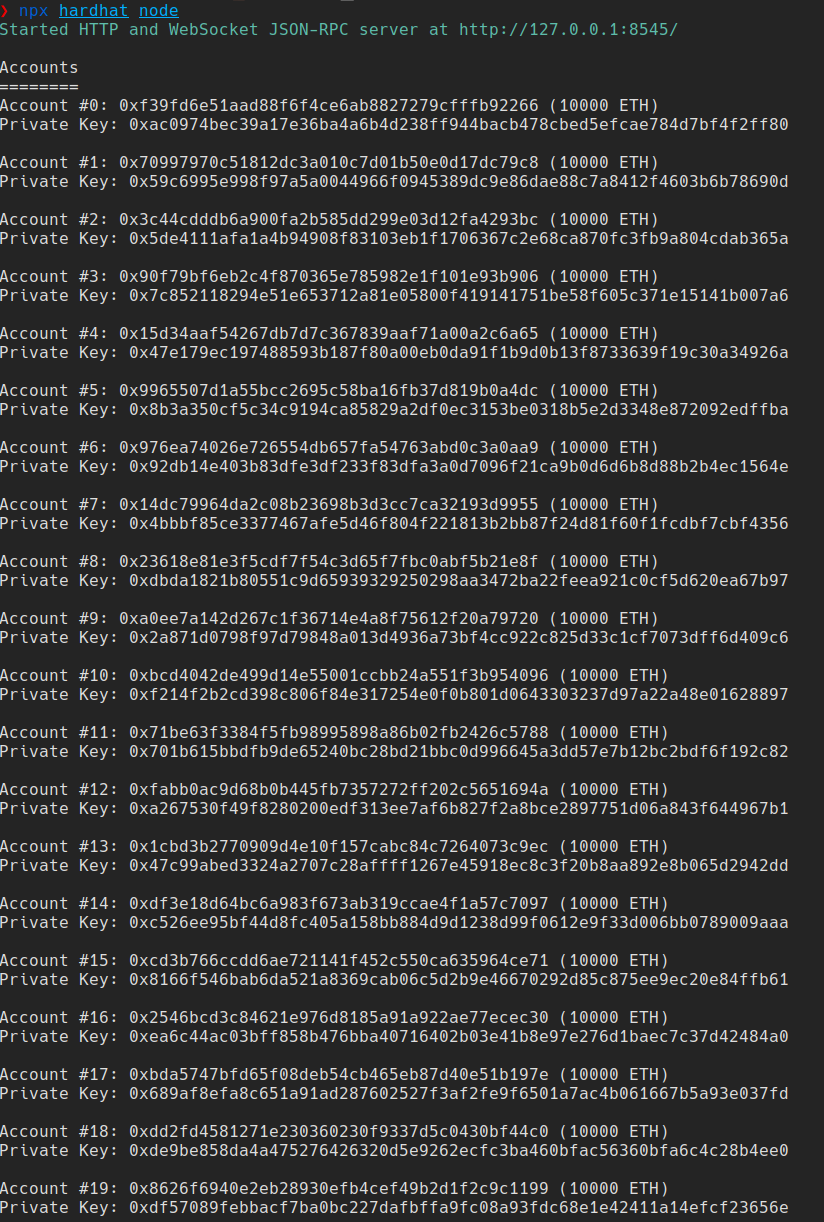 ❯ npx hardhat node
Started HTTP and WebSocket JSON-RPC server at http://127.0.0.1:8545/
Accounts
========
Account #0: 0xf39fd6e51aad88f6f4ce6ab8827279cfffb92266 (10000 ETH)
Private Key: 0xac0974bec39a17e36ba4a6b4d238ff944bacb478cbed5efcae784d7bf4f2ff80
Account #1: 0x70997970c51812dc3a010c7d01b50e0d17dc79c8 (10000 ETH)
Private Key: 0x59c6995e998f97a5a0044966f0945389dc9e86dae88c7a8412f4603b6b78690d
Account #2: 0x3c44cdddb6a900fa2b585dd299e03d12fa4293bc (10000 ETH)
Private Key: 0x5de4111afa1a4b94908f83103eb1f1706367c2e68ca870fc3fb9a804cdab365a
Account #3: 0x90f79bf6eb2c4f870365e785982e1f101e93b906 (10000 ETH)
Private Key: 0x7c852118294e51e653712a81e05800f419141751be58f605c371e15141b007a6
Account #4: 0x15d34aaf54267db7d7c367839aaf71a00a2c6a65 (10000 ETH)
Private Key: 0x47e179ec197488593b187f80a00eb0da91f1b9d0b13f8733639f19c30a34926a
Account #5: 0x9965507d1a55bcc2695c58ba16fb37d819b0a4dc (10000 ETH)
Private Key: 0x8b3a350cf5c34c9194ca85829a2df0ec3153be0318b5e2d3348e872092edffba
Account #6: 0x976ea74026e726554db657fa54763abd0c3a0aa9 (10000 ETH)
Private Key: 0x92db14e403b83dfe3df233f83dfa3a0d7096f21ca9b0d6d6b8d88b2b4ec1564e
Account #7: 0x14dc79964da2c08b23698b3d3cc7ca32193d9955 (10000 ETH)
Private Key: 0x4bbbf85ce3377467afe5d46f804f221813b2bb87f24d81f60f1fcdbf7cbf4356
Account #8: 0x23618e81e3f5cdf7f54c3d65f7fbc0abf5b21e8f (10000 ETH)
Private Key: 0xdbda1821b80551c9d65939329250298aa3472ba22feea921c0cf5d620ea67b97
Account #9: 0xa0ee7a142d267c1f36714e4a8f75612f20a79720 (10000 ETH)
Private Key: 0x2a871d0798f97d79848a013d4936a73bf4cc922c825d33c1cf7073dff6d409c6
Account #10: 0xbcd4042de499d14e55001ccbb24a551f3b954096 (10000 ETH)
Private Key: 0xf214f2b2cd398c806f84e317254e0f0b801d0643303237d97a22a48e01628897
Account #11: 0x71be63f3384f5fb98995898a86b02fb2426c5788 (10000 ETH)
Private Key: 0x701b615bbdfb9de65240bc28bd21bbc0d996645a3dd57e7b12bc2bdf6f192c82
Account #12: 0xfabb0ac9d68b0b445fb7357272ff202c5651694a (10000 ETH)
Private Key: 0xa267530f49f8280200edf313ee7af6b827f2a8bce2897751d06a843f644967b1
Account #13: 0x1cbd3b2770909d4e10f157cabc84c7264073c9ec (10000 ETH)
Private Key: 0x47c99abed3324a2707c28affff1267e45918ec8c3f20b8aa892e8b065d2942dd
Account #14: 0xdf3e18d64bc6a983f673ab319ccae4f1a57c7097 (10000 ETH)
Private Key: 0xc526ee95bf44d8fc405a158bb884d9d1238d99f0612e9f33d006bb0789009aaa
Account #15: 0xcd3b766ccdd6ae721141f452c550ca635964ce71 (10000 ETH)
Private Key: 0x8166f546bab6da521a8369cab06c5d2b9e46670292d85c875ee9ec20e84ffb61
Account #16: 0x2546bcd3c84621e976d8185a91a922ae77ecec30 (10000 ETH)
Private Key: 0xea6c44ac03bff858b476bba40716402b03e41b8e97e276d1baec7c37d42484a0
Account #17: 0xbda5747bfd65f08deb54cb465eb87d40e51b197e (10000 ETH)
Private Key: 0x689af8efa8c651a91ad287602527f3af2fe9f6501a7ac4b061667b5a93e037fd
Account #18: 0xdd2fd4581271e230360230f9337d5c0430bf44c0 (10000 ETH)
Private Key: 0xde9be858da4a475276426320d5e9262ecfc3ba460bfac56360bfa6c4c28b4ee0
Account #19: 0x8626f6940e2eb28930efb4cef49b2d1f2c9c1199 (10000 ETH)
Private Key: 0xdf57089febbacf7ba0bc227dafbffa9fc08a93fdc68e1e42411a14efcf23656e